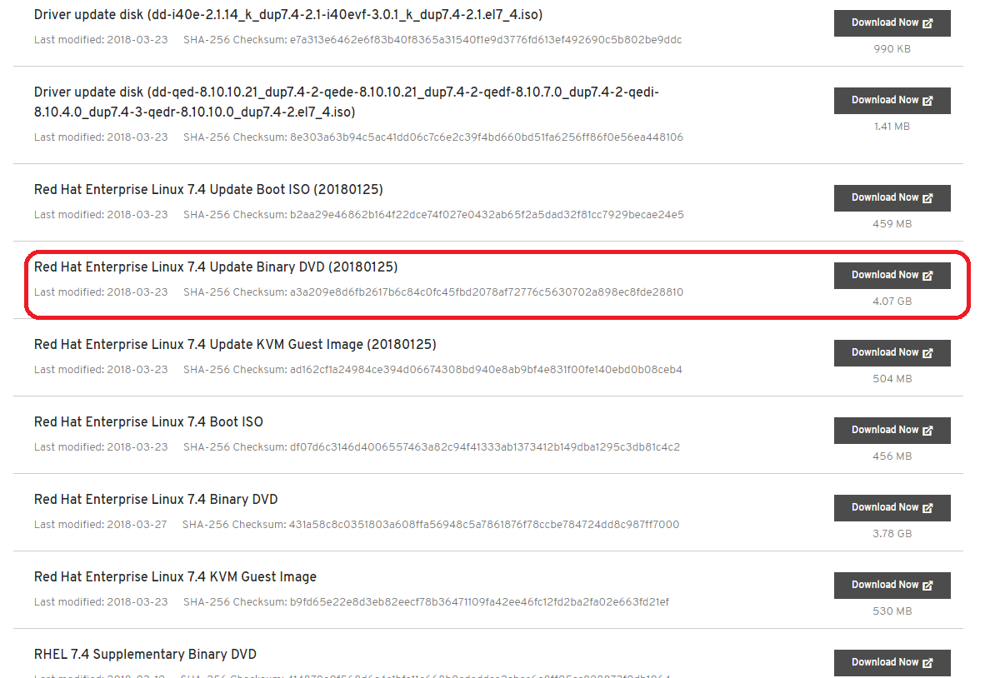 Driver update disk (dd-i40e-2.1.14_k_dup7.4-2.1-i40evf-3.0.1_k_dup7.4-2.1.el7_4.iso)
Download Now
Last modified: 2018-03-23 SHA-256 Checksum: e7a313e6462e6f83b40f8365a31540f1e9d3776fd613ef492690c5b802be9ddc
990 KB
Driver update disk (dd-qed-8.10.10.21_dup7.4-2-qede-8.10.10.21_dup7.4-2-qedf-8.10.7.0_dup7.4-2-qedi-
8.10.4.0_dup7.4-3-qedr-8.10.10.0_dup7.4-2.el7_4.iso)
Download Now
Last modified: 2018-03-23 SHA-256 Checksum: 8e303a63b94c5ac41dd06c7c6e2c39f4bd660bd51fa6256ff86f0e56ea448106
1.41 MB
Red Hat Enterprise Linux 7.4 Update Boot ISO (20180125)
Download Now
Last modified: 2018-03-23 SHA-256 Checksum: b2aa29e46862b164f22dce74f027e0432ab65f2a5dad32f81cc7929becae24e5
459 MB
Red Hat Enterprise Linux 7.4 Update Binary DVD (20180125)
Download Now
Last modified: 2018-03-23 SHA-256 Checksum: a3a209e8d6fb2617b6c84c0fc45fbd2078af72776c5630702a898ec8fde28810
4.07 GB
Red Hat Enterprise Linux 7.4 Update KVM Guest Image (20180125)
Download Now
Last modified: 2018-03-23 SHA-256 Checksum: ad162cf1a24984ce394d06674308bd940e8ab9bf4e831f00fe140ebd0b08ceb4
504 MB
Red Hat Enterprise Linux 7.4 Boot ISO
Download Now
Last modified: 2018-03-23 SHA-256 Checksum: df07d6c3146d4006557463a82c94f41333ab1373412b149dba1295c3db81c4c2
456 MB
Red Hat Enterprise Linux 7.4 Binary DVD
Download Now
Last modified: 2018-03-27 SHA-256 Checksum: 431a58c8c0351803a608ffa56948c5a7861876f78ccbe784724dd8c987ff7000
3.78 GB
Red Hat Enterprise Linux 7.4 KVM Guest Image
Download Now
Last modified: 2018-03-23 SHA-256 Checksum: b9fd65e22e8d3eb82eecf78b36471109fa42ee46fc12fd2ba2fa02e663fd21ef
530 MB
RHEL 7.4 Supplementary Binary DVD
Download Now